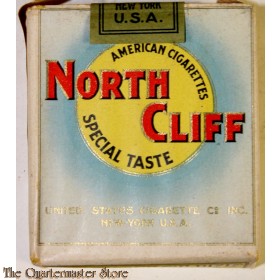 NEW YORK
U.S.A.
AMERICAN CIGARETTES
NORTH
CLIFF
SPECIAL TASTE
UNITED STATES CIGARETTE CO INC.
NEW-YORK U.S.A.
© The Quartermaster Store